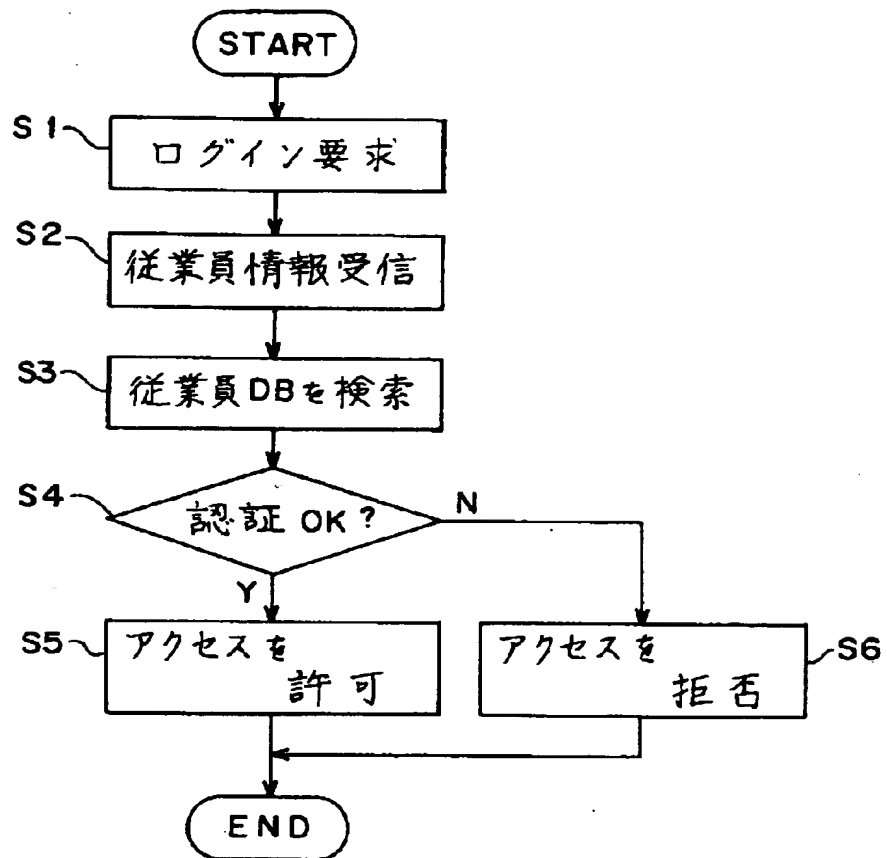 START
S1
ログイン要求
S2
従業員情報受信
S3
従業員DBを検索
S4
認証OK?
N
Y
S5
アクセスを
許可
アクセスを
拒否
S6
END